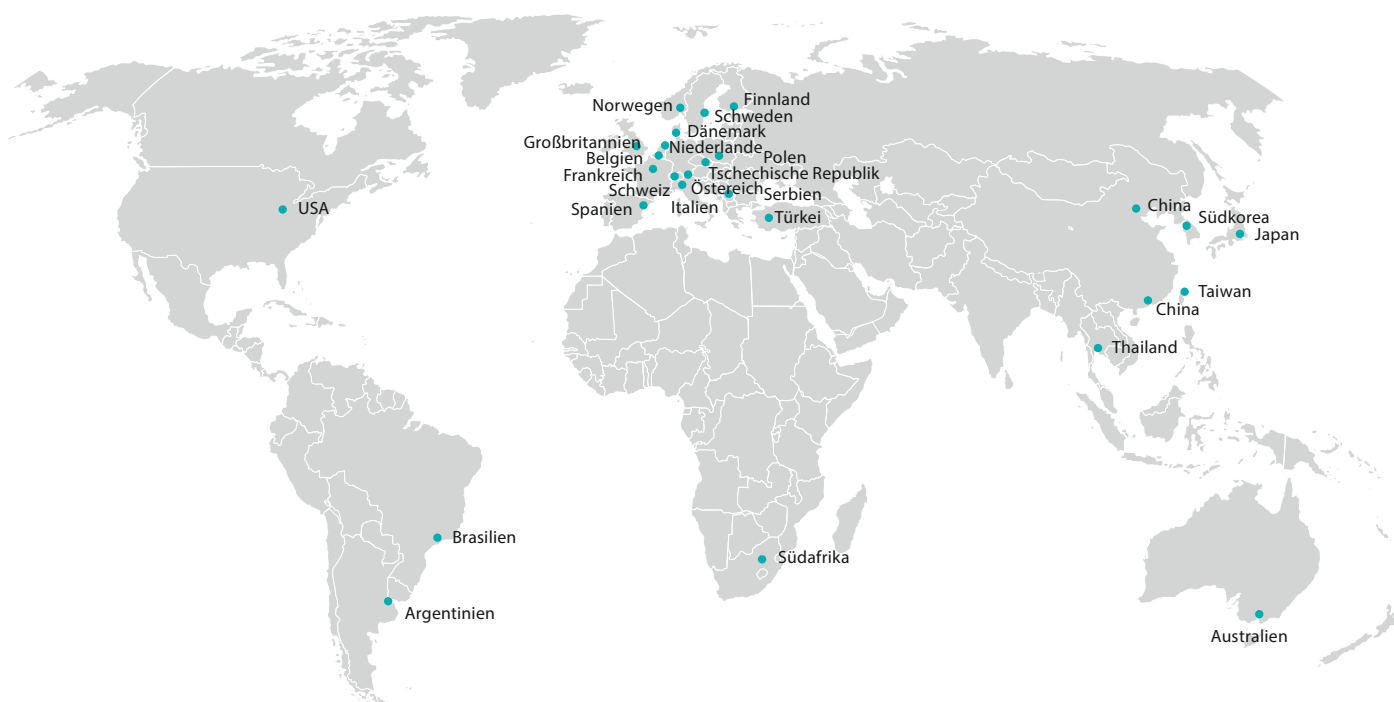 Norwegen
Finnland
Schweden
Dänemark
Großbritannien
Niederlande
Belgien
Polen
Frankreich
Tschechische Republik
Schweiz
Östereich
Serbien
Spanien
Italien
Türkei
USA
China
Südkorea
Japan
Taiwan
China
Thailand
Brasilien
Südafrika
Argentinien
Australien